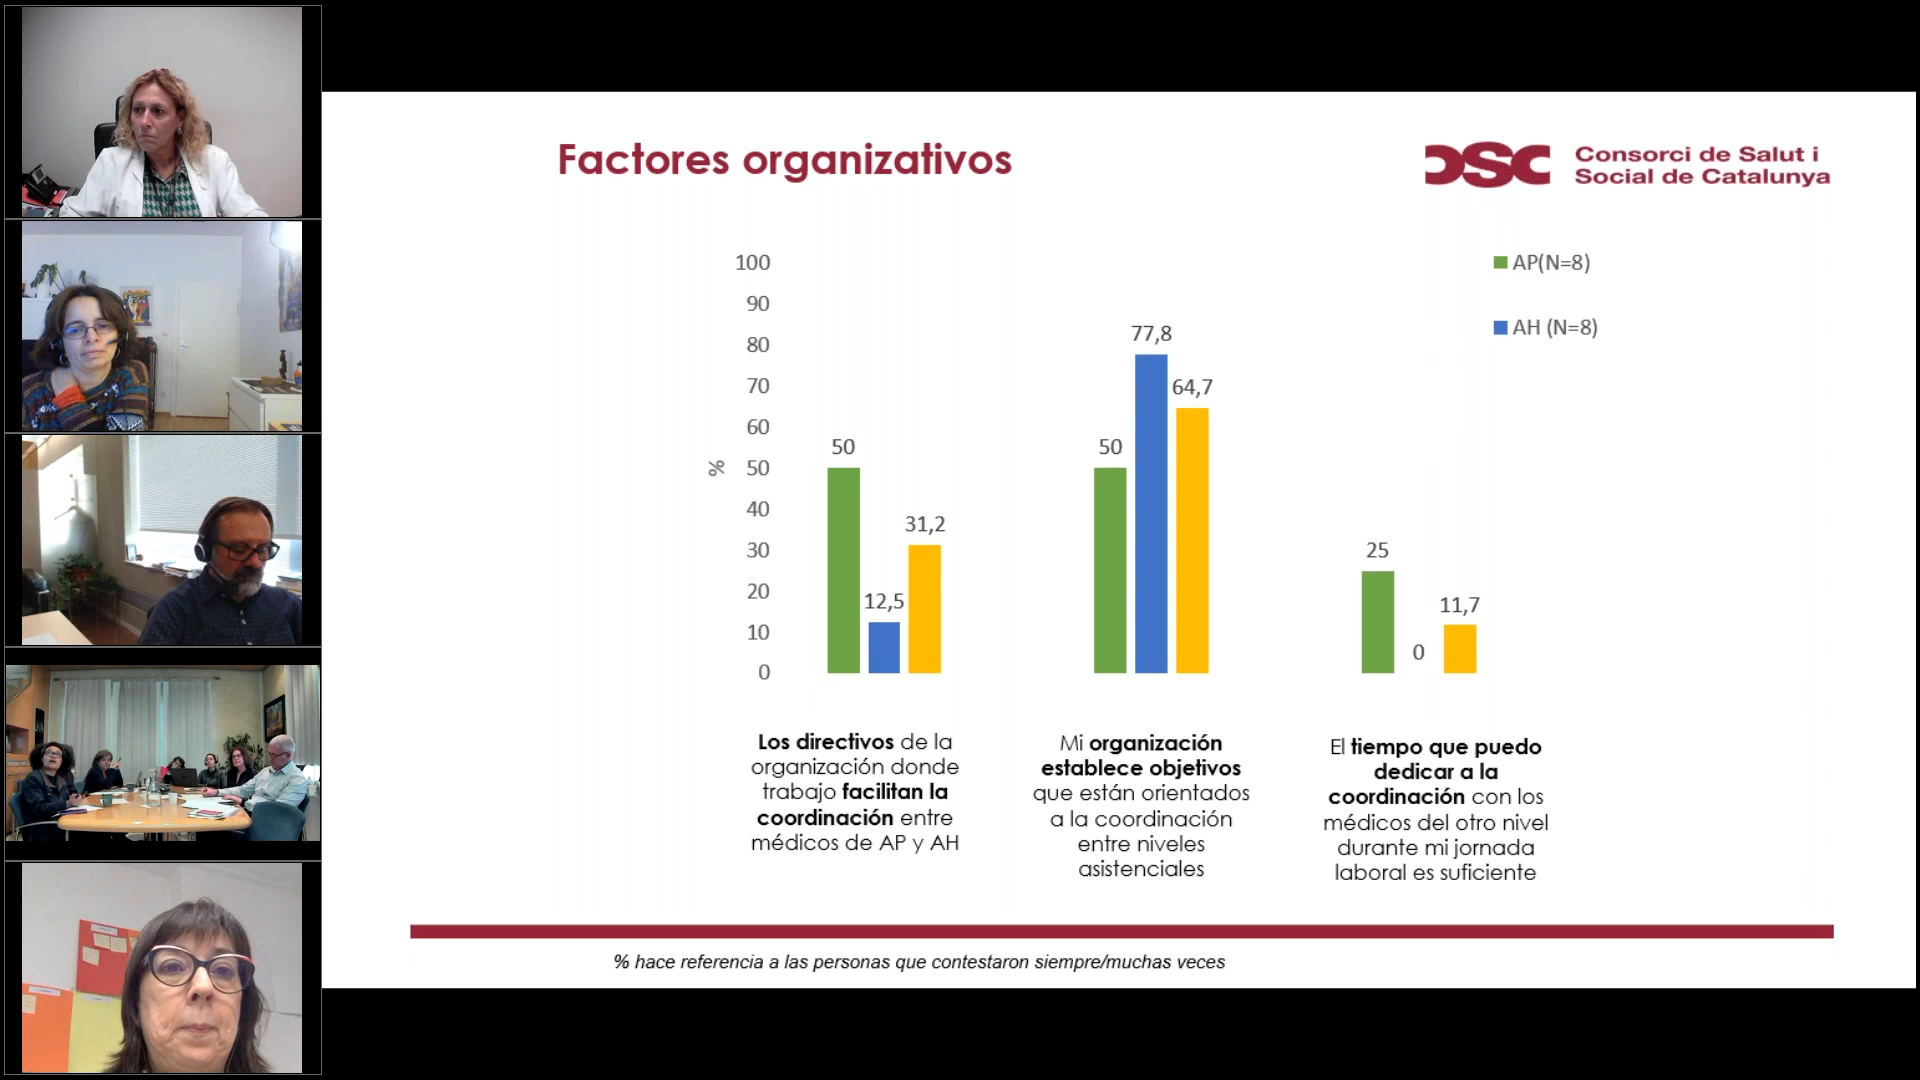 Factores organizativos
CSC
Consorci de Salut i
Social de Catalunya
100
90
80
70
60
50
40
30
20
10
0
%
50
12,5
31,2
50
77,8
64,7
25
0
11,7
AP(N=8)
AH (N=8)
Los directivos de la
organización donde
trabajo facilitan la
coordinación entre
médicos de AP y AH
Mi organización
establece objetivos
que están orientados
a la coordinación
entre niveles
asistenciales
El tiempo que puedo
dedicar a la
coordinación con los
médicos del otro nivel
durante mi jornada
laboral es suficiente
% hace referencia a las personas que contestaron siempre/muchas veces